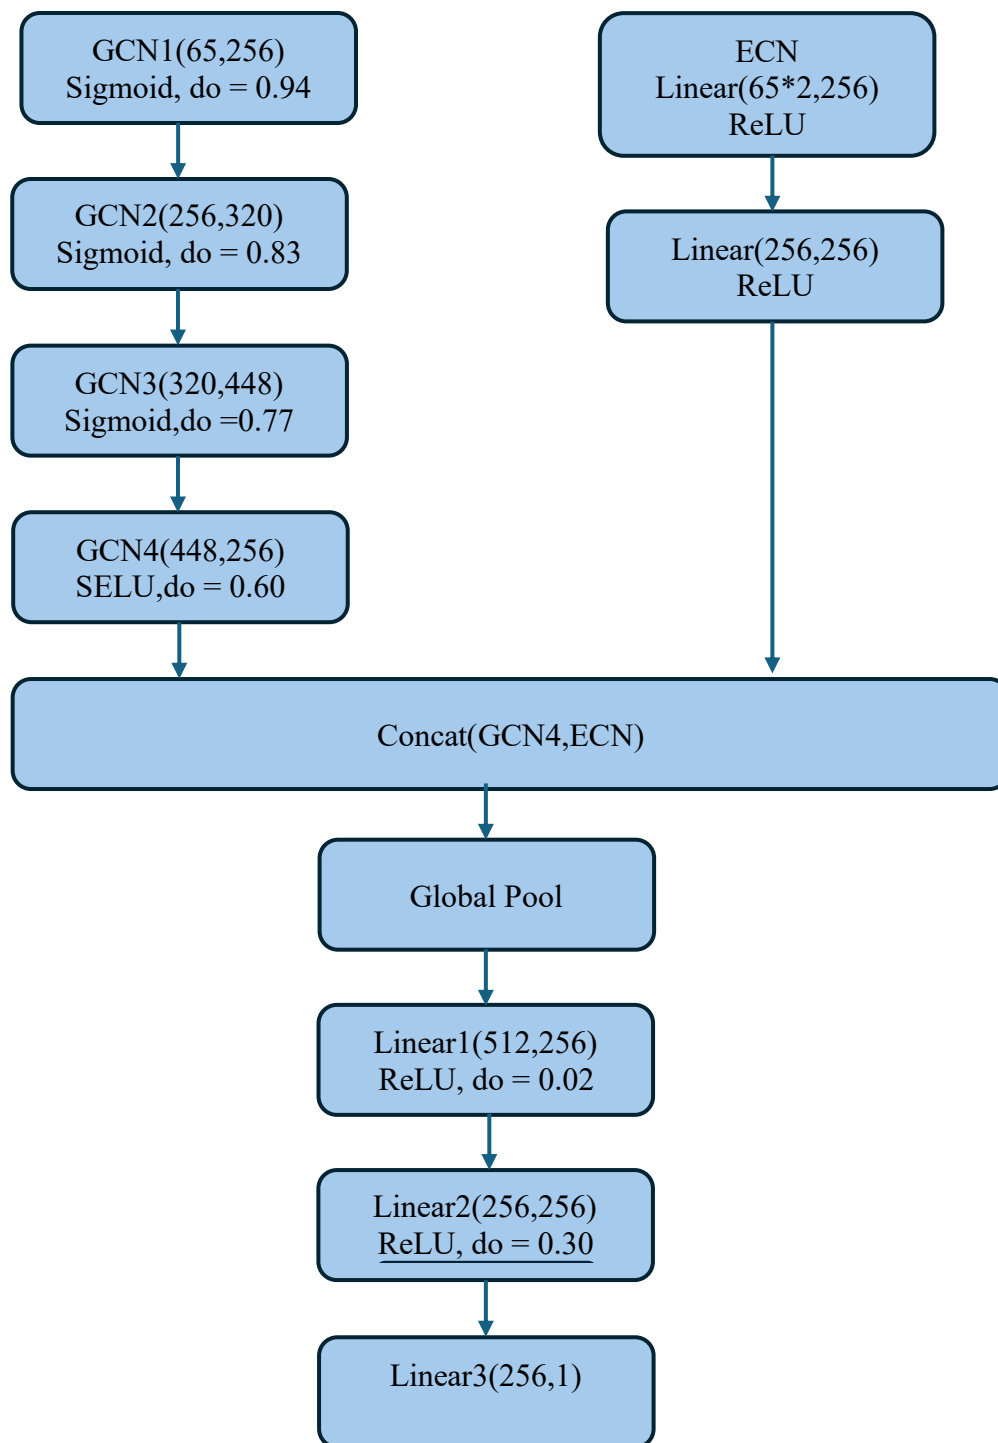 GCN1(65,256)
Sigmoid, do = 0.94
GCN2(256,320)
Sigmoid, do = 0.83
GCN3(320,448)
Sigmoid,do =0.77
GCN4(448,256)
SELU,do = 0.60
ECN
Linear(65*2,256)
ReLU
Linear(256,256)
ReLU
Concat(GCN4,ECN)
Global Pool
Linear1(512,256)
ReLU, do = 0.02
Linear2(256,256)
ReLU, do = 0.30
Linear3(256,1)